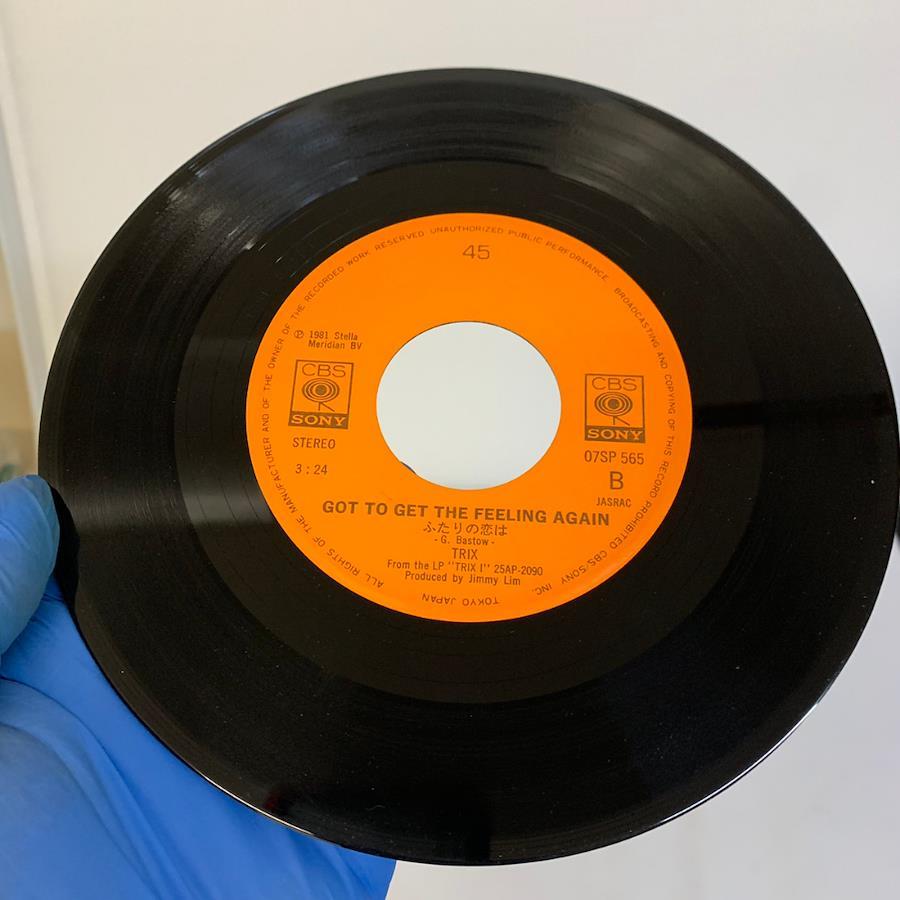 ALL RIGHTS OF THE MANUFACTURER AND OF THE OWNER OF THE RECORDED WORK RESERVED UNAUTHORIZED PUBLIC PERFORMANCE BROADCASTING AND COPYING OF THIS RECORD PROHIBITED CBS/SONY INC.
TOKYO JAPAN
45
℗ 1981 Stella
Meridian BV
CBS
SONY
STEREO
3:24
CBS
SONY
07SP 565
B
JASRAC
GOT TO GET THE FEELING AGAIN
ふたりの恋は
- G. Bastow -
TRIX
From the LP "TRIX I" 25AP-2090
Produced by Jimmy Lim